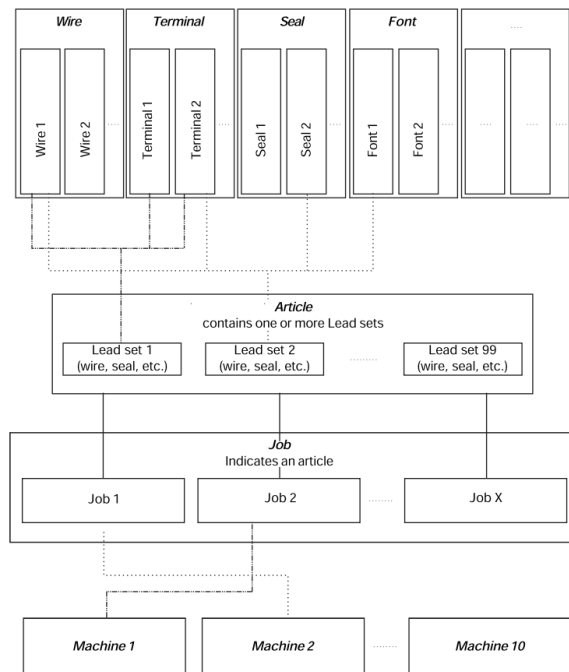 Wire
Terminal
Seal
Font
....
Wire 1
Wire 2
....
Terminal 1
Terminal 2
....
Seal 1
Seal 2
....
Font 1
Font 2
....
....
....
Article
contains one or more Lead sets
Lead set 1
(wire, seal, etc.)
Lead set 2
(wire, seal, etc.)
........
Lead set 99
(wire, seal, etc.)
Job
Indicates an article
Job 1
Job 2
........
Job X
Machine 1
Machine 2
........
Machine 10